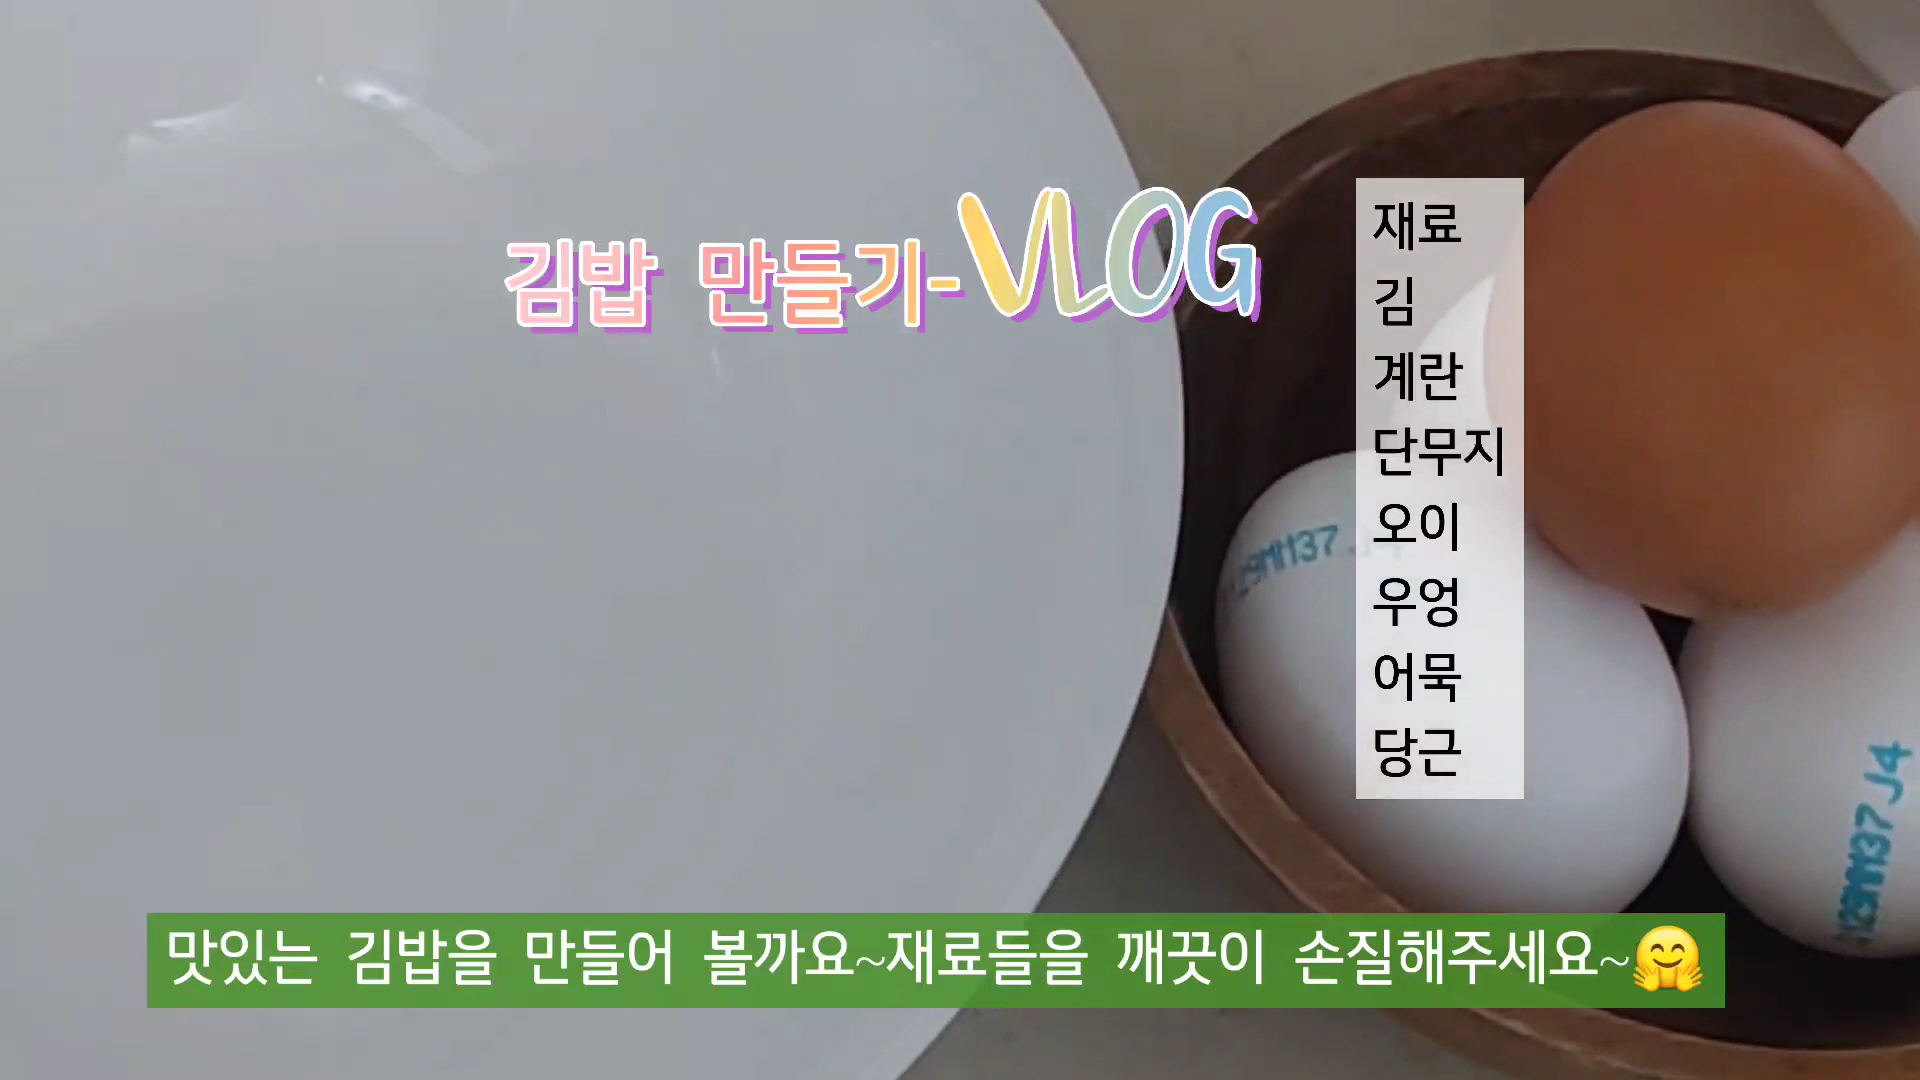 김밥 만들기-VLOG
재료
김
계란
단무지
오이
우엉
어묵
당근
맛있는 김밥을 만들어 볼까요~재료들을 깨끗이 손질해주세요~🤗
29MM37
29MM37J4